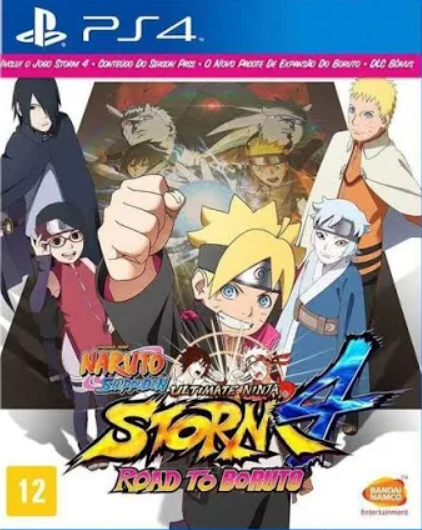 PS4
INCLUI O JOGO STORM 4 • CONTEÚDO DO SEASON PASS • O NOVO PACOTE DE EXPANSÃO DO BORUTO • DLC BÔNUS
NARUTO
SHIPPUDEN
ULTIMATE NINJA
STORM 4
ROAD TO BORUTO
12
BANDAI
NAMCO
Entertainment